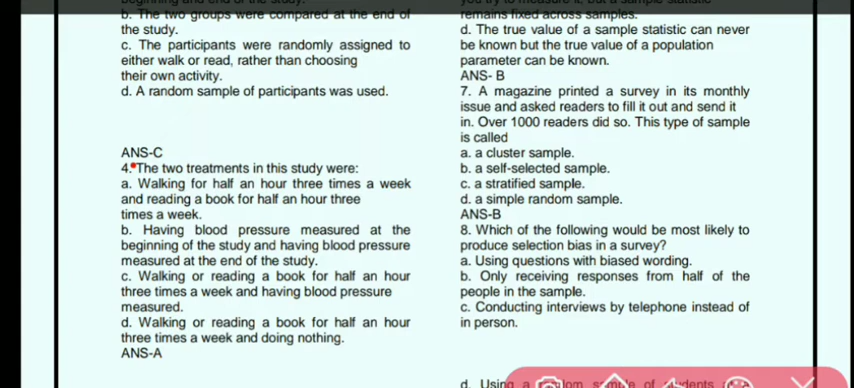 b. The two groups were compared at the end of
the study.
c. The participants were randomly assigned to
either walk or read, rather than choosing
their own activity.
d. A random sample of participants was used.
ANS-C
4. The two treatments in this study were:
a. Walking for half an hour three times a week
and reading a book for half an hour three
times a week.
b. Having blood pressure measured at the
beginning of the study and having blood pressure
measured at the end of the study.
c. Walking or reading a book for half an hour
three times a week and having blood pressure
measured.
d. Walking or reading a book for half an hour
three times a week and doing nothing.
ANS-A
remains fixed across samples.
d. The true value of a sample statistic can never
be known but the true value of a population
parameter can be known.
ANS- B
7. A magazine printed a survey in its monthly
issue and asked readers to fill it out and send it
in. Over 1000 readers did so. This type of sample
is called
a. a cluster sample.
b. a self-selected sample.
c. a stratified sample.
d. a simple random sample.
ANS-B
8. Which of the following would be most likely to
produce selection bias in a survey?
a. Using questions with biased wording.
b. Only receiving responses from half of the
people in the sample.
c. Conducting interviews by telephone instead of
in person.
d. Using a random sample of students